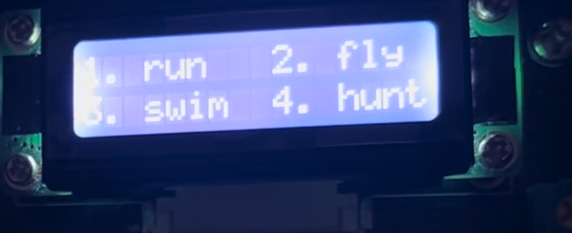 1. run 2. fly
3. swim 4. hunt